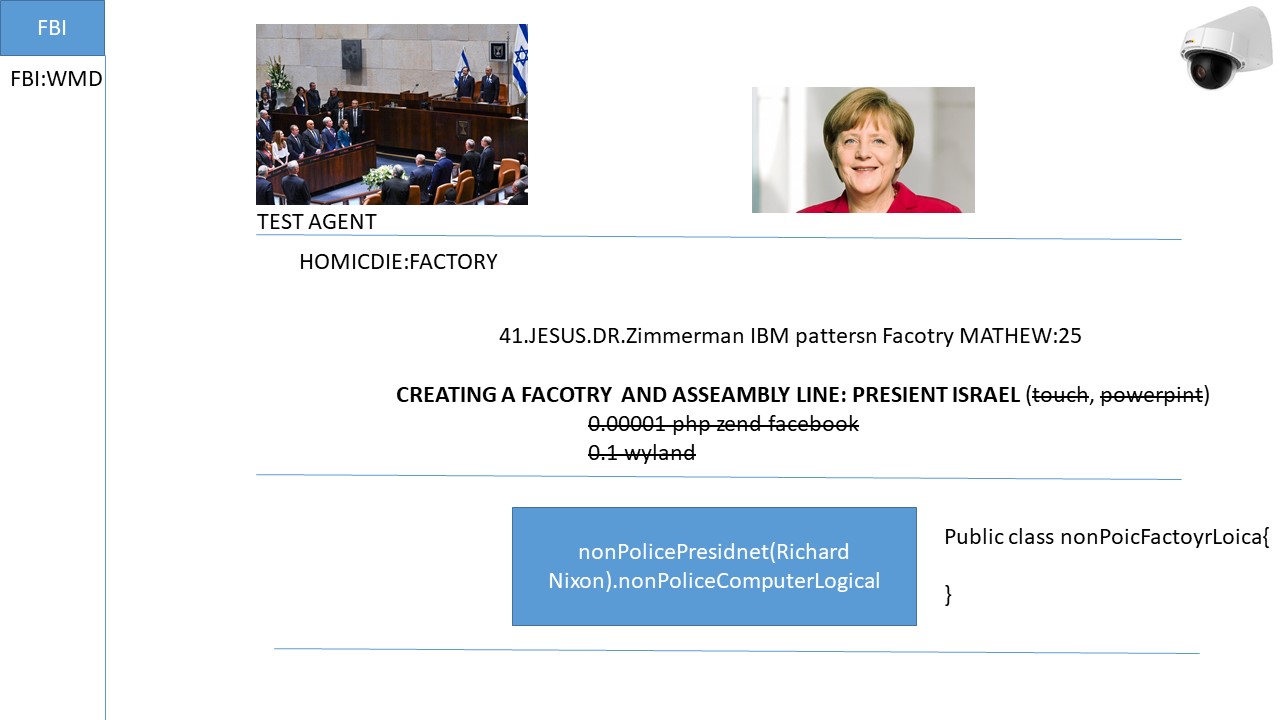 FBI
FBI:WMD
TEST AGENT
HOMICDIE:FACTORY
41.JESUS.DR.Zimmerman IBM pattersn Facotry MATHEW:25
CREATING A FACOTRY  AND ASSEAMBLY LINE: PRESIENT ISRAEL (touch, powerpint)
0.00001 php zend facebook
0.1 wyland
nonPolicePresidnet(Richard
Nixon).nonPoliceComputerLogical
Public class nonPoicFactoyrLoica{
}